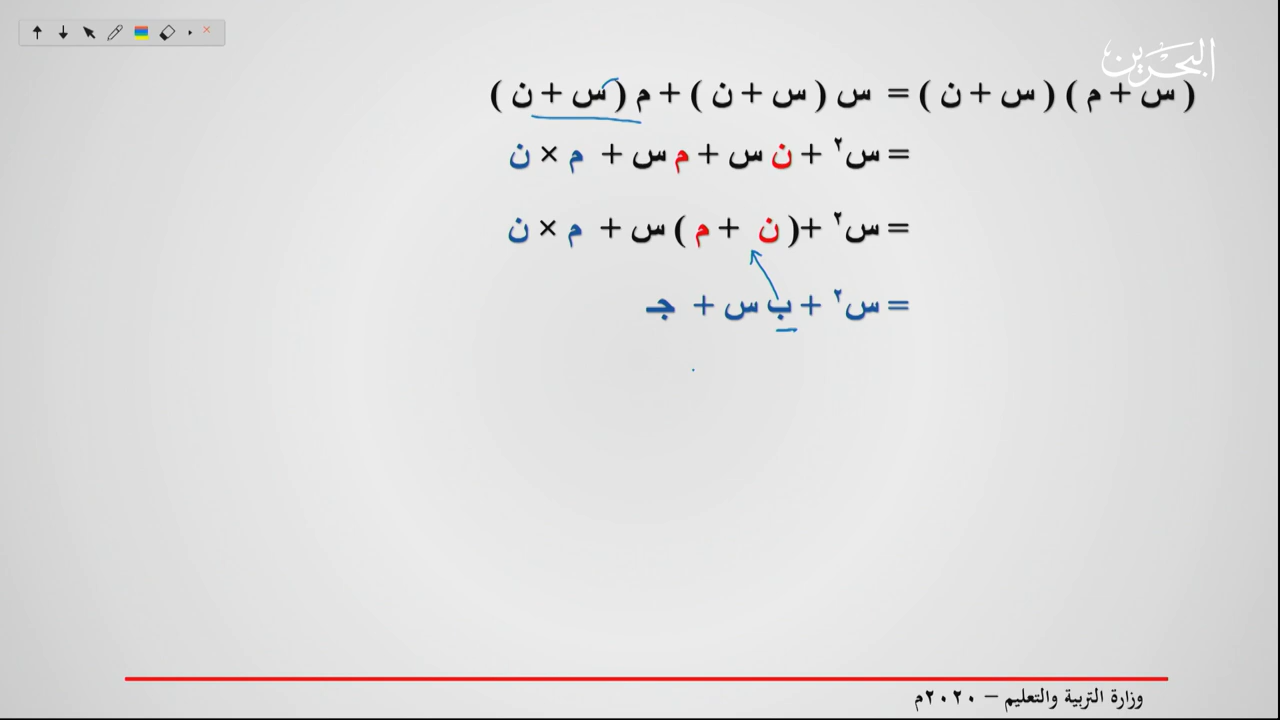 البحرين
( س + م ) ( س + ن ) = س ( س + ن ) + م ( س + ن )
= س٢ + ن س + م س + م × ن
= س٢ + ( ن + م ) س + م × ن
= س٢ + ب س + جـ
وزارة التربية والتعليم – ٢٠٢٠م